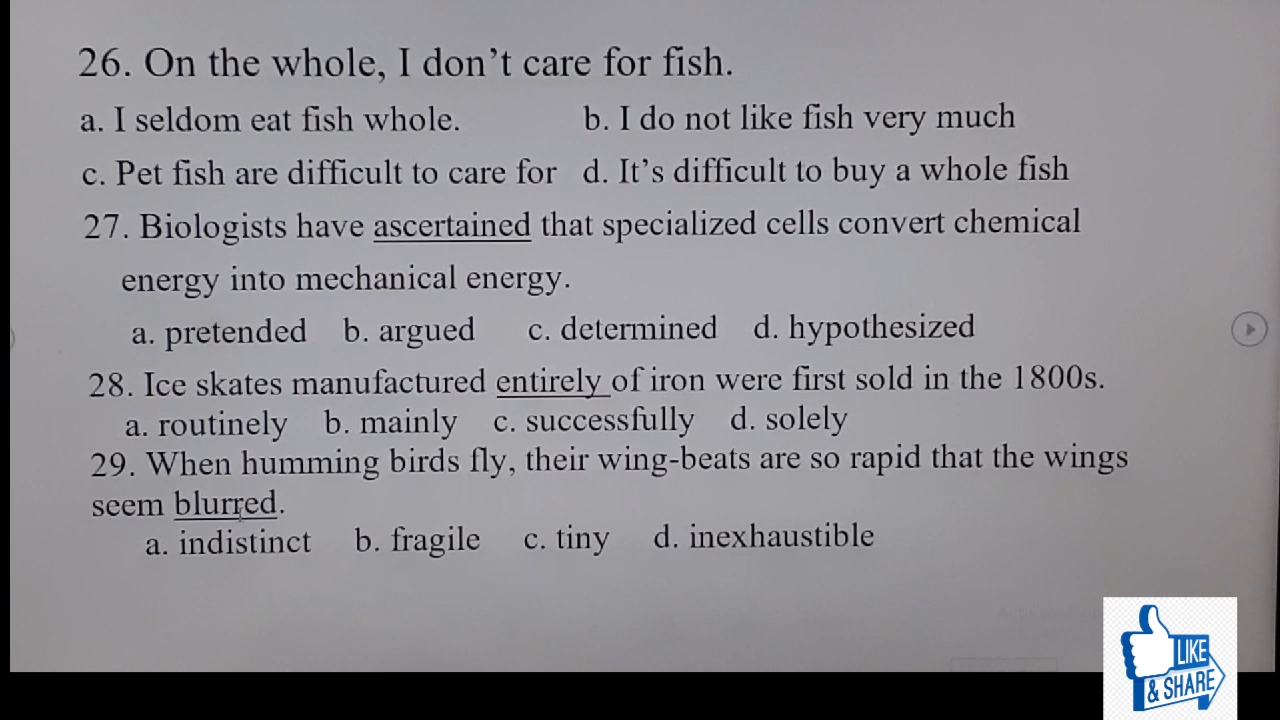 26. On the whole, I don't care for fish.
a. I seldom eat fish whole. b. I do not like fish very much
c. Pet fish are difficult to care for d. It's difficult to buy a whole fish
27. Biologists have ascertained that specialized cells convert chemical
energy into mechanical energy.
a. pretended b. argued c. determined d. hypothesized
28. Ice skates manufactured entirely of iron were first sold in the 1800s.
a. routinely b. mainly c. successfully d. solely
29. When humming birds fly, their wing-beats are so rapid that the wings
seem blurred.
a. indistinct b. fragile c. tiny d. inexhaustible
LIKE
& SHARE